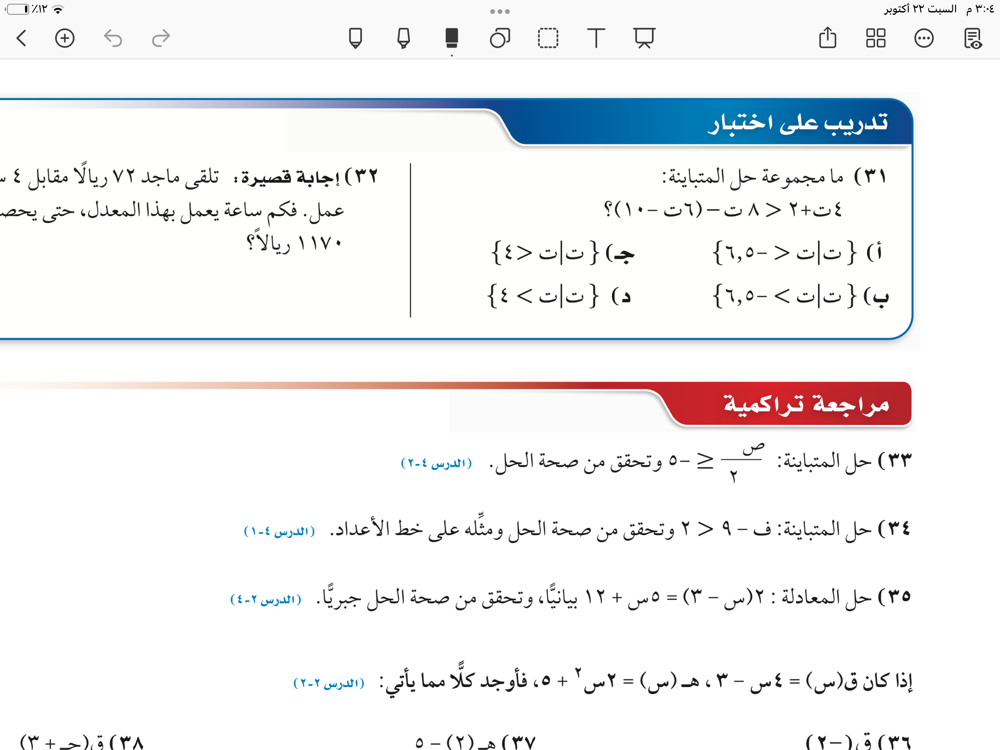 ٣:٠٤ م السبت ٢٢ أكتوبر
٪١٢
تدريب على اختبار
٣١) ما مجموعة حل المتباينة:
٤ت+٢ < ٨ ت – (٦ت –١٠)؟
أ) { ت|ت < –٦,٥}
جـ) { ت|ت <٤}
ب) { ت|ت > –٦,٥}
د) { ت|ت > ٤}
٣٢) إجابة قصيرة: تلقى ماجد ٧٢ ريالًا مقابل ٤
عمل. فكم ساعة يعمل بهذا المعدل، حتى
١١٧٠ ريالاً؟
مراجعة تراكمية
٣٣) حل المتباينة: ص/٢ ≤ –٥ وتحقق من صحة الحل. (الدرس ٤-٢)
٣٤) حل المتباينة: ف – ٩ < ٢ وتحقق من صحة الحل ومثِّله على خط الأعداد. (الدرس ٤-١)
٣٥) حل المعادلة : ٢(س – ٣) = ٥س + ١٢ بيانيًّا، وتحقق من صحة الحل جبريًّا. (الدرس ٢-٤)
إذا كان ق(س) = ٤س – ٣ ، هـ (س) = ٢س٢ + ٥، فأوجد كلًّا مما يأتي: (الدرس ٢-٢)
٣٦) ق(–٢)
٣٧) هـ (٢) – ٥
٣٨) ق(جـ + ٣)